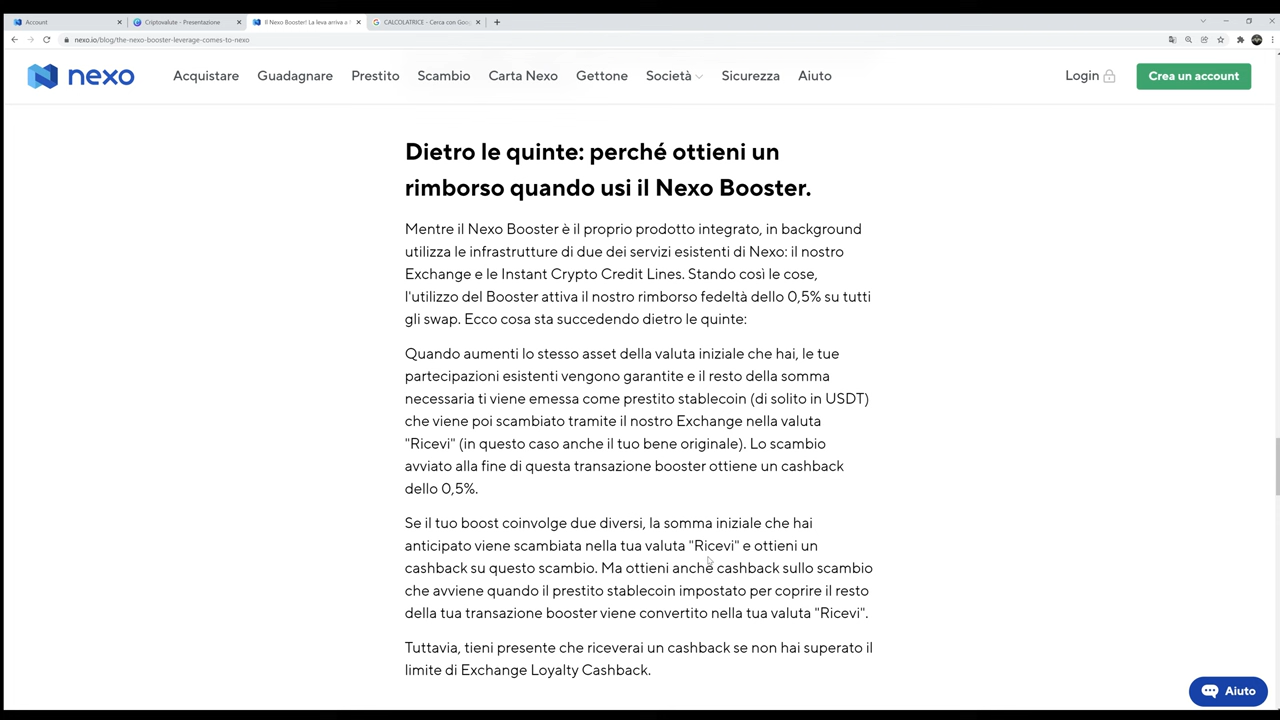 Account
Criptovalute - Presentazione
Il Nexo Booster! La leva arriva a
CALCOLATRICE - Cerca con Goo
nexo.io/blog/the-nexo-booster-leverage-comes-to-nexo
nexo
Acquistare
Guadagnare
Prestito
Scambio
Carta Nexo
Gettone
Società
Sicurezza
Aiuto
Login
Crea un account
Dietro le quinte: perché ottieni un
rimborso quando usi il Nexo Booster.
Mentre il Nexo Booster è il proprio prodotto integrato, in background
utilizza le infrastrutture di due dei servizi esistenti di Nexo: il nostro
Exchange e le Instant Crypto Credit Lines. Stando così le cose,
l'utilizzo del Booster attiva il nostro rimborso fedeltà dello 0,5% su tutti
gli swap. Ecco cosa sta succedendo dietro le quinte:
Quando aumenti lo stesso asset della valuta iniziale che hai, le tue
partecipazioni esistenti vengono garantite e il resto della somma
necessaria ti viene emessa come prestito stablecoin (di solito in USDT)
che viene poi scambiato tramite il nostro Exchange nella valuta
"Ricevi" (in questo caso anche il tuo bene originale). Lo scambio
avviato alla fine di questa transazione booster ottiene un cashback
dello 0,5%.
Se il tuo boost coinvolge due diversi, la somma iniziale che hai
anticipato viene scambiata nella tua valuta "Ricevi" e ottieni un
cashback su questo scambio. Ma ottieni anche cashback sullo scambio
che avviene quando il prestito stablecoin impostato per coprire il resto
della tua transazione booster viene convertito nella tua valuta "Ricevi".
Tuttavia, tieni presente che riceverai un cashback se non hai superato il
limite di Exchange Loyalty Cashback.
Aiuto